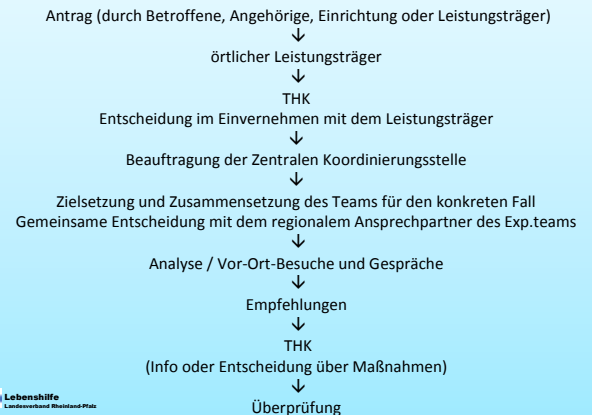 Antrag (durch Betroffene, Angehörige, Einrichtung oder Leistungsträger)
↓
örtlicher Leistungsträger
↓
THK
Entscheidung im Einvernehmen mit dem Leistungsträger
↓
Beauftragung der Zentralen Koordinierungsstelle
↓
Zielsetzung und Zusammensetzung des Teams für den konkreten Fall
Gemeinsame Entscheidung mit dem regionalem Ansprechpartner des Exp.teams
↓
Analyse / Vor-Ort-Besuche und Gespräche
↓
Empfehlungen
↓
THK
(Info oder Entscheidung über Maßnahmen)
↓
Überprüfung
Lebenshilfe
Landesverband Rheinland-Pfalz